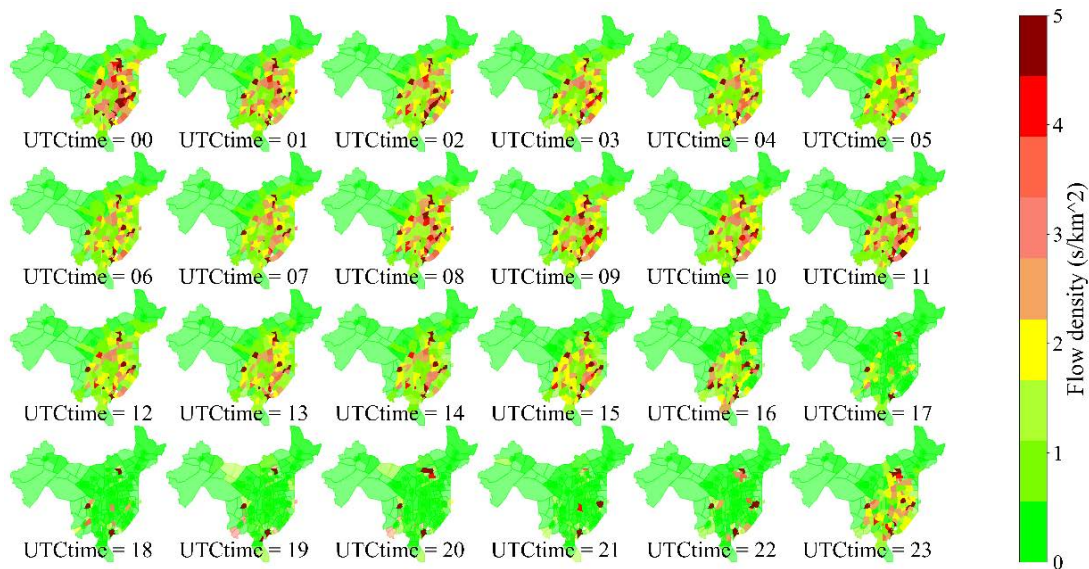 UTCtime = 00
UTCtime = 01
UTCtime = 02
UTCtime = 03
UTCtime = 04
UTCtime = 05
UTCtime = 06
UTCtime = 07
UTCtime = 08
UTCtime = 09
UTCtime = 10
UTCtime = 11
UTCtime = 12
UTCtime = 13
UTCtime = 14
UTCtime = 15
UTCtime = 16
UTCtime = 17
UTCtime = 18
UTCtime = 19
UTCtime = 20
UTCtime = 21
UTCtime = 22
UTCtime = 23
5
4
3
2
1
0
Flow density (s/km^2)